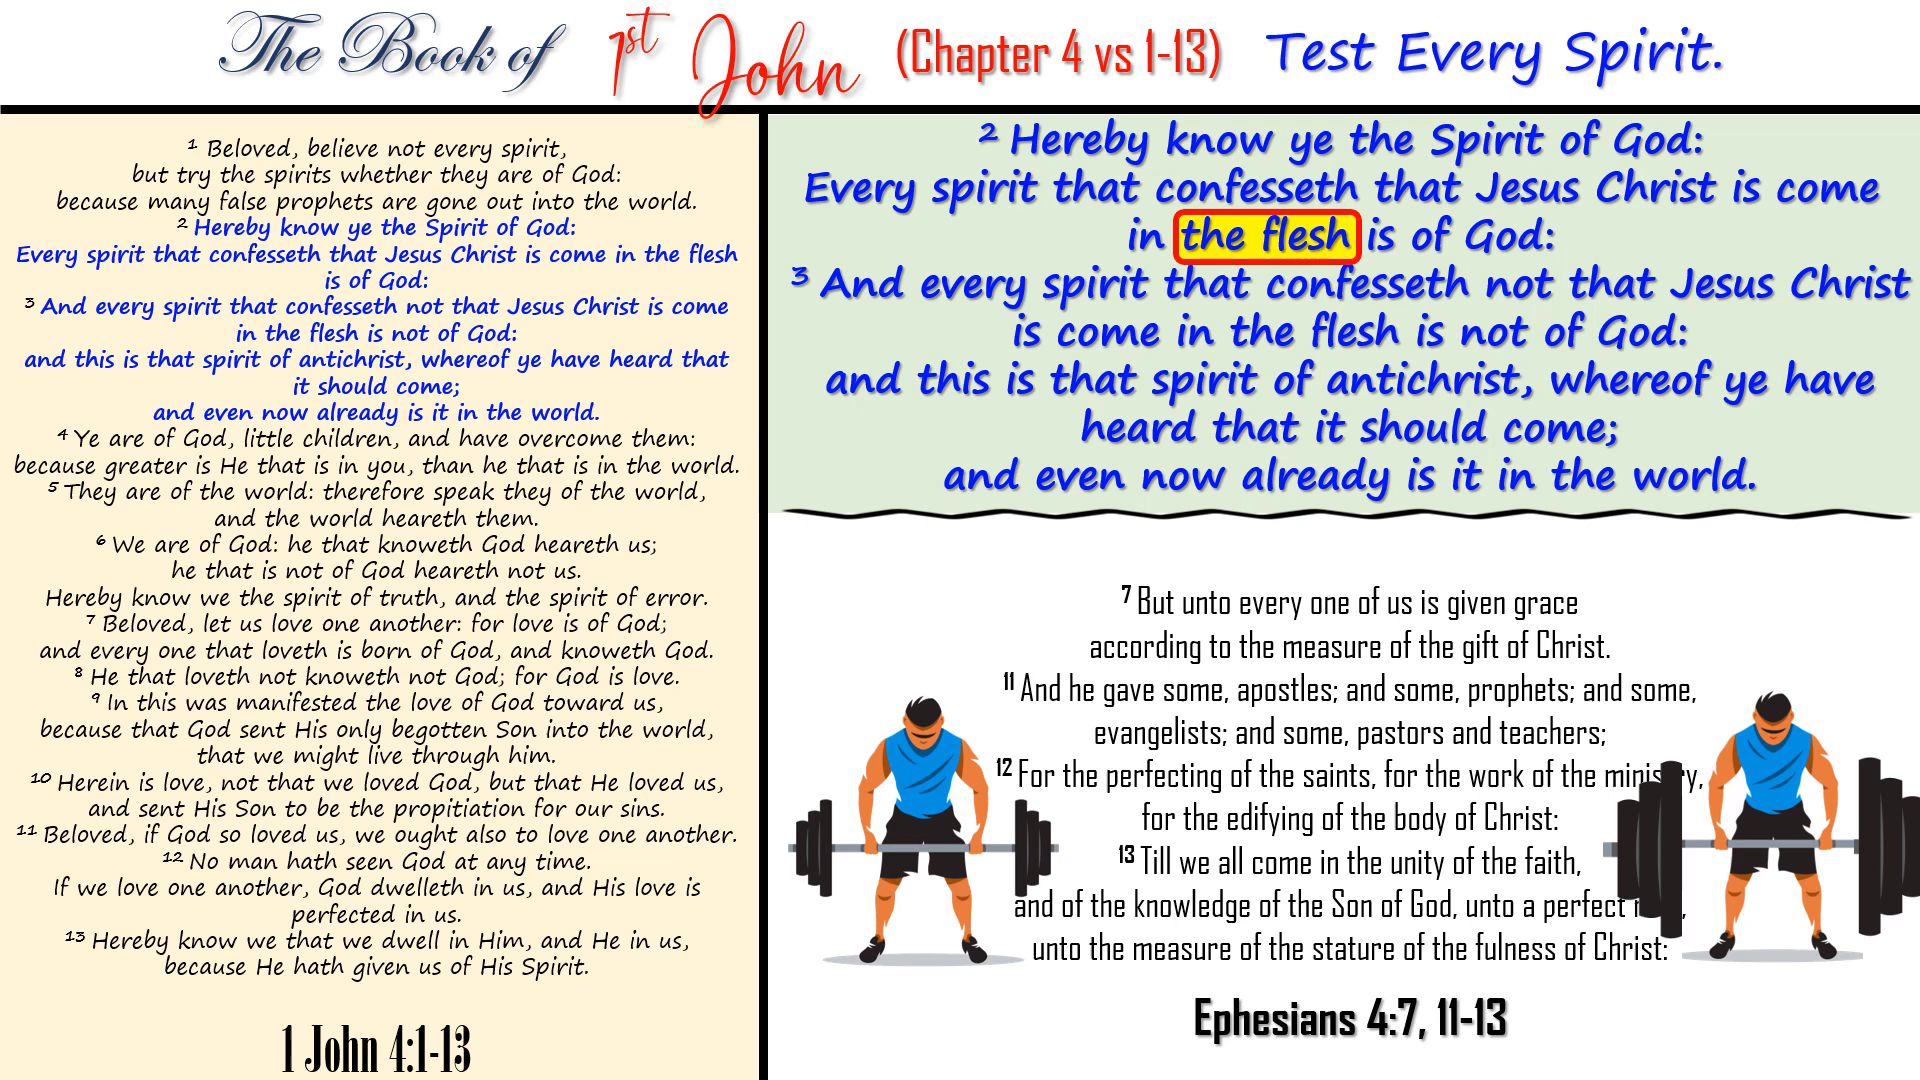 The Book of 1st John (Chapter 4 vs 1-13) Test Every Spirit.
1 Beloved, believe not every spirit,
but try the spirits whether they are of God:
because many false prophets are gone out into the world.
2 Hereby know ye the Spirit of God:
Every spirit that confesseth that Jesus Christ is come in the flesh
is of God:
3 And every spirit that confesseth not that Jesus Christ is come
in the flesh is not of God:
and this is that spirit of antichrist, whereof ye have heard that
it should come;
and even now already is it in the world.
4 Ye are of God, little children, and have overcome them:
because greater is He that is in you, than he that is in the world.
5 They are of the world: therefore speak they of the world,
and the world heareth them.
6 We are of God: he that knoweth God heareth us;
he that is not of God heareth not us.
Hereby know we the spirit of truth, and the spirit of error.
7 Beloved, let us love one another: for love is of God;
and every one that loveth is born of God, and knoweth God.
8 He that loveth not knoweth not God; for God is love.
9 In this was manifested the love of God toward us,
because that God sent His only begotten Son into the world,
that we might live through him.
10 Herein is love, not that we loved God, but that He loved us,
and sent His Son to be the propitiation for our sins.
11 Beloved, if God so loved us, we ought also to love one another.
12 No man hath seen God at any time.
If we love one another, God dwelleth in us, and His love is
perfected in us.
13 Hereby know we that we dwell in Him, and He in us,
because He hath given us of His Spirit.
1 John 4:1-13
2 Hereby know ye the Spirit of God:
Every spirit that confesseth that Jesus Christ is come
in the flesh is of God:
3 And every spirit that confesseth not that Jesus Christ
is come in the flesh is not of God:
and this is that spirit of antichrist, whereof ye have
heard that it should come;
and even now already is it in the world.
7 But unto every one of us is given grace
according to the measure of the gift of Christ.
11 And he gave some, apostles; and some, prophets; and some,
evangelists; and some, pastors and teachers;
12 For the perfecting of the saints, for the work of the ministry,
for the edifying of the body of Christ:
13 Till we all come in the unity of the faith,
and of the knowledge of the Son of God, unto a perfect
unto the measure of the stature of the fulness of Christ:
Ephesians 4:7, 11-13